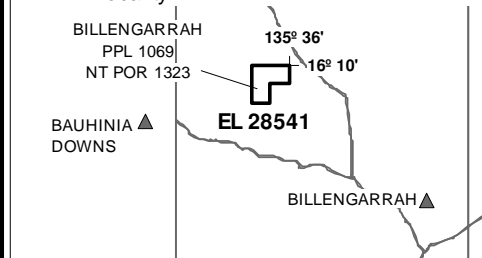 BILLENGARRAH
PPL 1069
NT POR 1323
135º 36'
16º 10'
EL 28541
BAUHINIA
DOWNS
BILLENGARRAH